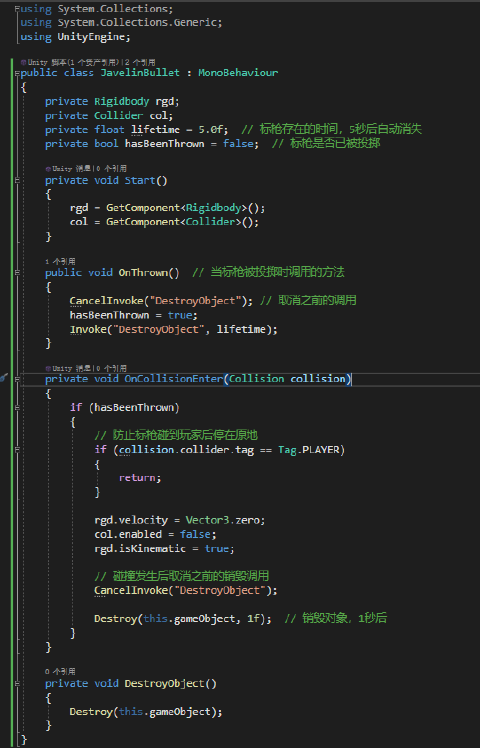 using System.Collections;
using System.Collections.Generic;
using UnityEngine;
Unity 脚本(1 个资产引用)|2 个引用
public class JavelinBullet : MonoBehaviour
{
private Rigidbody rgd;
private Collider col;
private float lifetime = 5.0f; // 标枪存在的时间，5秒后自动消失
private bool hasBeenThrown = false; // 标枪是否已被投掷
Unity 消息|0 个引用
private void Start()
{
rgd = GetComponent<Rigidbody>();
col = GetComponent<Collider>();
}
1 个引用
public void OnThrown() // 当标枪被投掷时调用的方法
{
CancelInvoke("DestroyObject"); // 取消之前的调用
hasBeenThrown = true;
Invoke("DestroyObject", lifetime);
}
Unity 消息|0 个引用
private void OnCollisionEnter(Collision collision)
{
if (hasBeenThrown)
{
// 防止标枪碰到玩家后停在原地
if (collision.collider.tag == Tag.PLAYER)
{
return;
}
rgd.velocity = Vector3.zero;
col.enabled = false;
rgd.isKinematic = true;
// 碰撞发生后取消之前的销毁调用
CancelInvoke("DestroyObject");
Destroy(this.gameObject, 1f); // 销毁对象，1秒后
}
}
0 个引用
private void DestroyObject()
{
Destroy(this.gameObject);
}
}